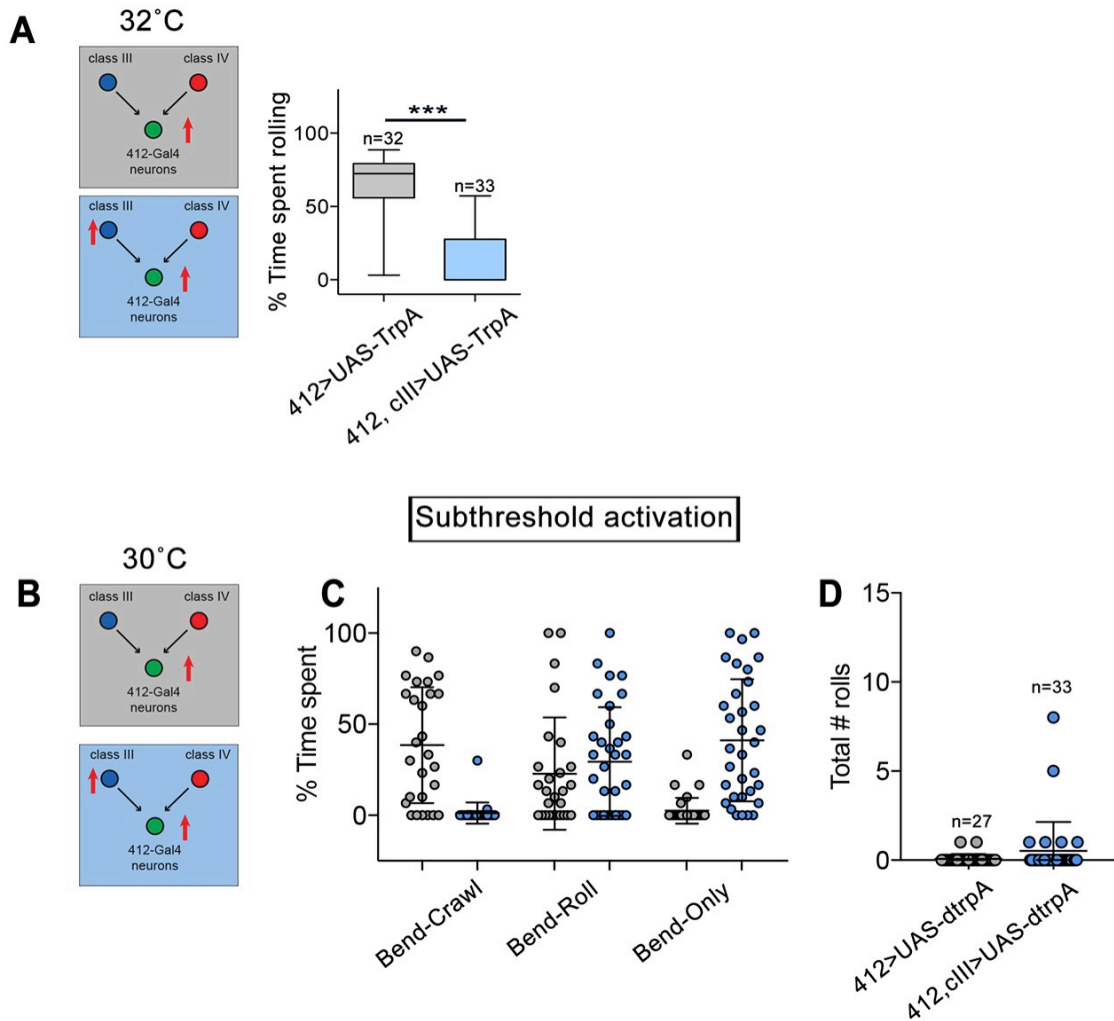 A
32˚C
class III
class IV
412-Gal4
neurons
class III
class IV
412-Gal4
neurons
% Time spent rolling
100
50
0
***
n=32
n=33
412>UAS-TrpA
412, cIII>UAS-TrpA
Subthreshold activation
B
30˚C
class III
class IV
412-Gal4
neurons
class III
class IV
412-Gal4
neurons
C
% Time spent
100
50
0
Bend-Crawl
Bend-Roll
Bend-Only
D
Total # rolls
15
10
5
0
n=27
n=33
412>UAS-dtrpA
412,cIII>UAS-dtrpA